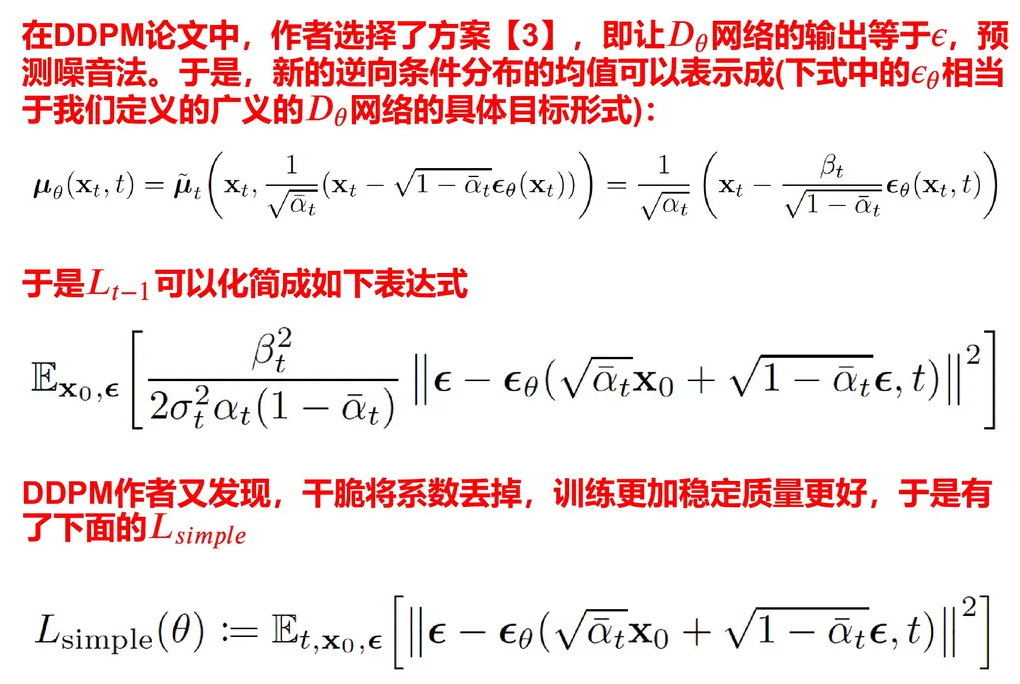 在DDPM论文中，作者选择了方案【3】，即让$D_\theta$网络的输出等于$\epsilon$，预
测噪音法。于是，新的逆向条件分布的均值可以表示成(下式中的$\epsilon_\theta$相当
于我们定义的广义的$D_\theta$网络的具体目标形式)：
$\boldsymbol{\mu}_\theta(\mathbf{x}_t, t) = \tilde{\boldsymbol{\mu}}_t\left(\mathbf{x}_t, \frac{1}{\sqrt{\bar{\alpha}_t}}(\mathbf{x}_t - \sqrt{1-\bar{\alpha}_t}\boldsymbol{\epsilon}_\theta(\mathbf{x}_t))\right) = \frac{1}{\sqrt{\alpha_t}}\left(\mathbf{x}_t - \frac{\beta_t}{\sqrt{1-\bar{\alpha}_t}}\boldsymbol{\epsilon}_\theta(\mathbf{x}_t, t)\right)$
于是$L_{t-1}$可以化简成如下表达式
$\mathbb{E}_{\mathbf{x}_0,\boldsymbol{\epsilon}}\left[\frac{\beta_t^2}{2\sigma_t^2\alpha_t(1-\bar{\alpha}_t)}\left\|\boldsymbol{\epsilon} - \boldsymbol{\epsilon}_\theta(\sqrt{\bar{\alpha}_t}\mathbf{x}_0 + \sqrt{1-\bar{\alpha}_t}\boldsymbol{\epsilon}, t)\right\|^2\right]$
DDPM作者又发现，干脆将系数丢掉，训练更加稳定质量更好，于是有
了下面的$L_{simple}$
$L_{\text{simple}}(\theta) := \mathbb{E}_{t,\mathbf{x}_0,\boldsymbol{\epsilon}}\left[\left\|\boldsymbol{\epsilon} - \boldsymbol{\epsilon}_\theta(\sqrt{\bar{\alpha}_t}\mathbf{x}_0 + \sqrt{1-\bar{\alpha}_t}\boldsymbol{\epsilon}, t)\right\|^2\right]$